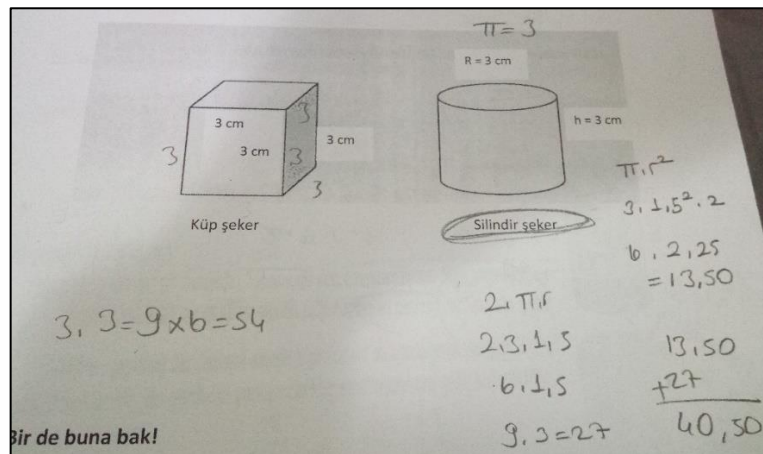 π = 3
R = 3 cm
3 cm
3
3 cm
3
3
3 cm
3
h = 3 cm
Küp şeker
Silindir şeker
π.r²
3.1,5².2
6.2,25
=13,50
3.3=9x6=54
2.π.r
2.3.1,5
6.1,5
9.3=27
13,50
+27
40,50
Bir de buna bak!